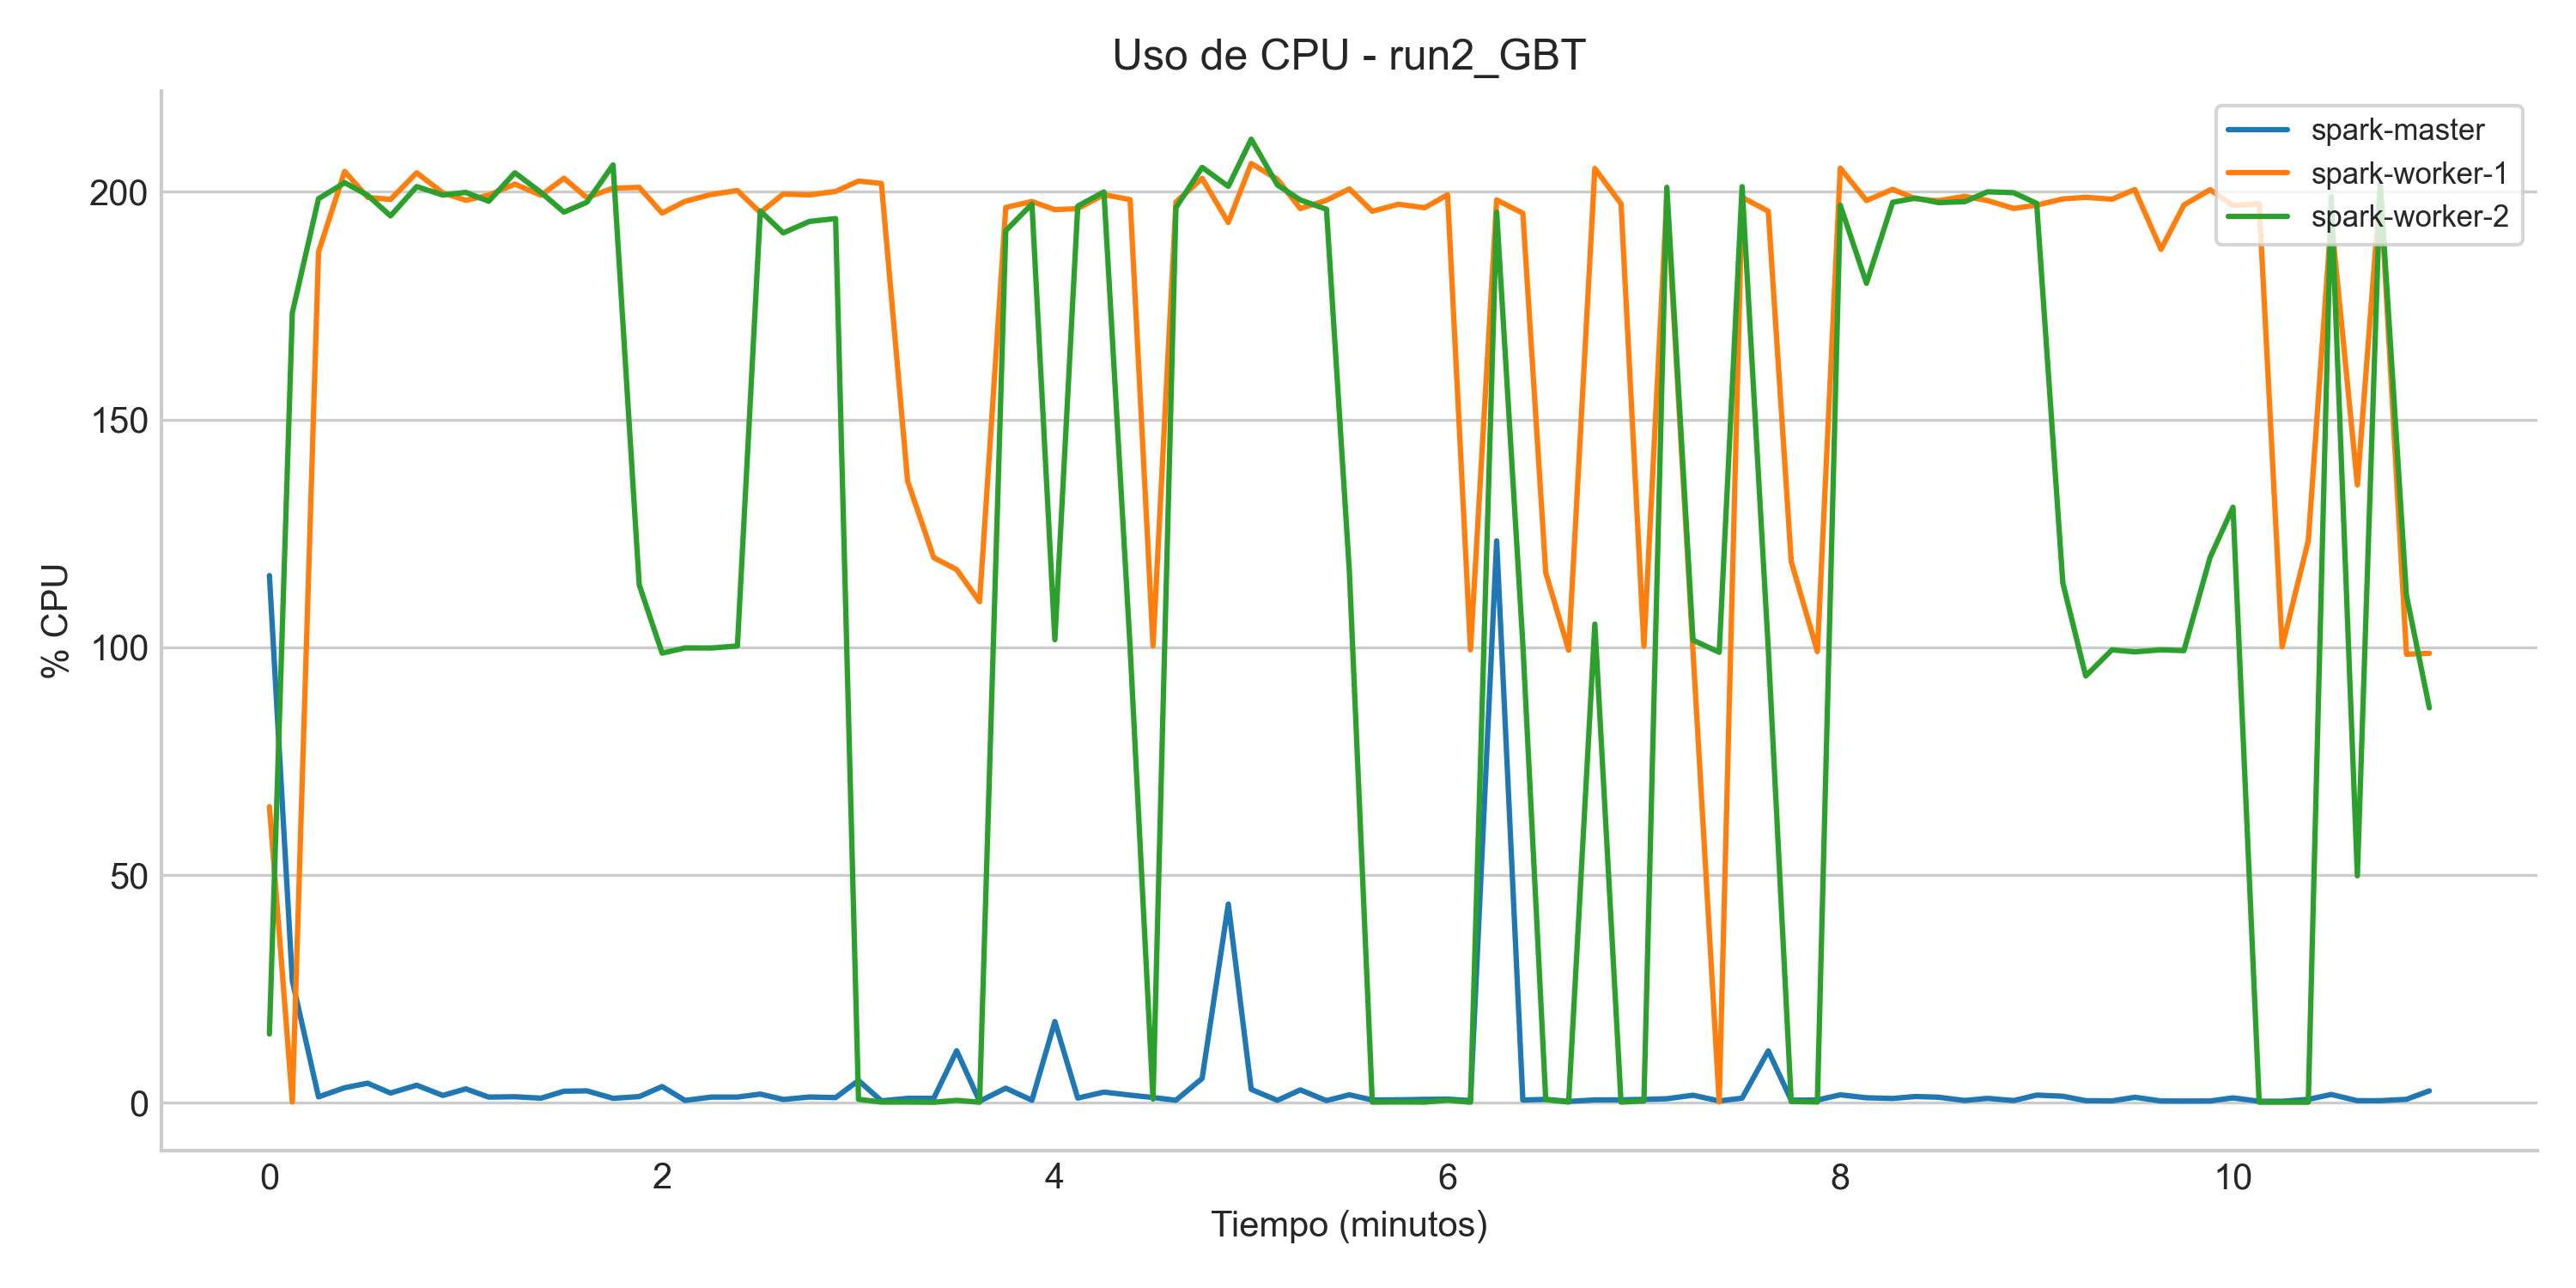 Uso de CPU - run2_GBT
spark-master
spark-worker-1
spark-worker-2
200
150
100
50
0
% CPU
0 2 4 6 8 10
Tiempo (minutos)